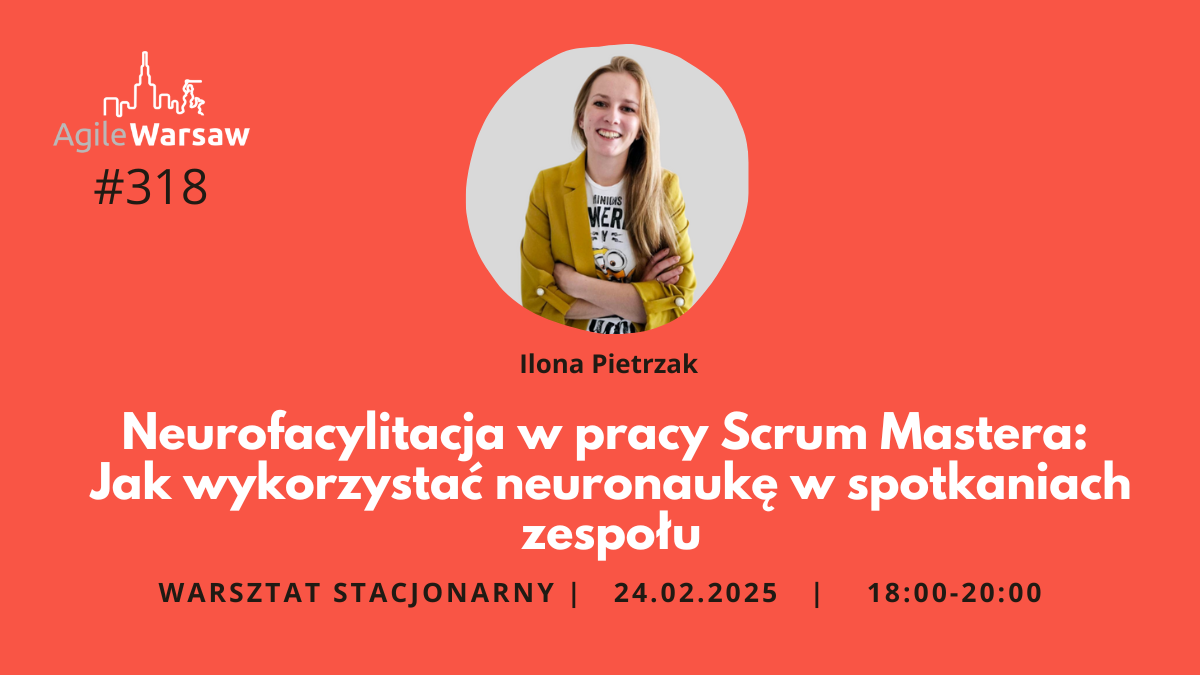 AgileWarsaw
#318
MINIONS
Ilona Pietrzak
Neurofacylitacja w pracy Scrum Mastera:
Jak wykorzystać neuronaukę w spotkaniach
zespołu
WARSZTAT STACJONARNY | 24.02.2025 | 18:00-20:00